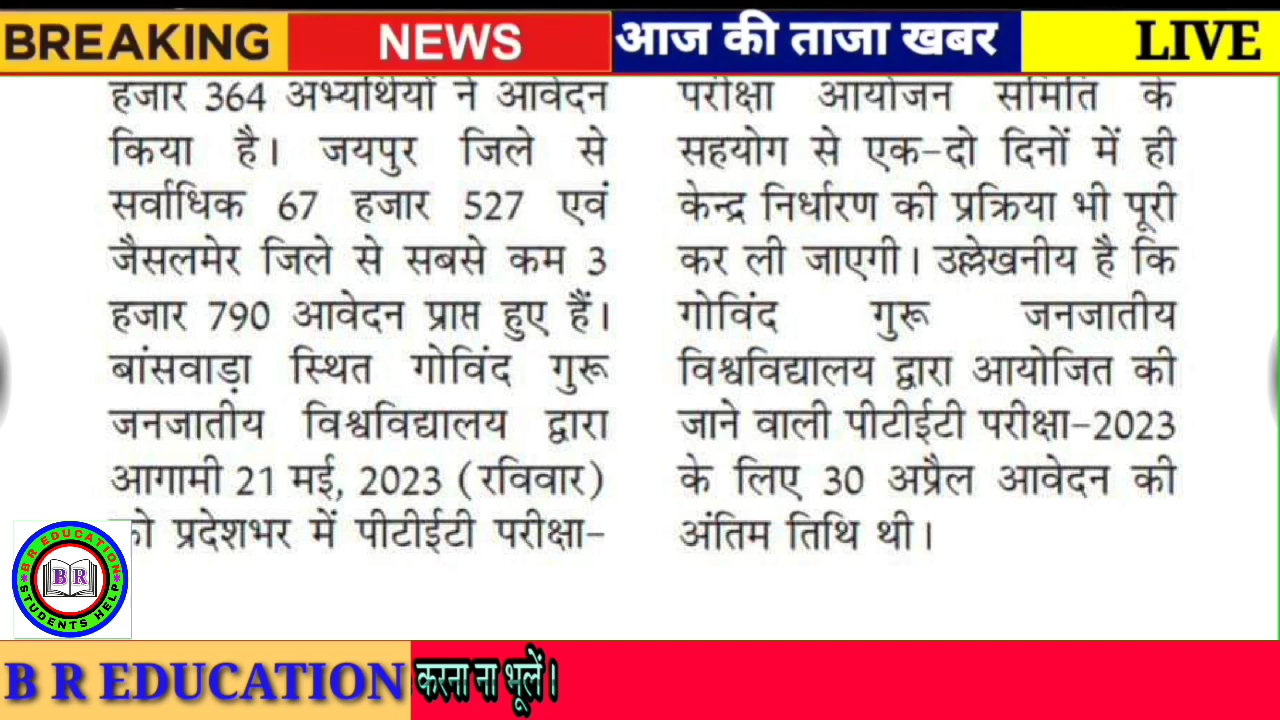 BREAKING NEWS आज की ताजा खबर LIVE
हजार 364 अभ्यर्थियों ने आवेदन
किया है। जयपुर जिले से
सर्वाधिक 67 हजार 527 एवं
जैसलमेर जिले से सबसे कम 3
हजार 790 आवेदन प्राप्त हुए हैं।
बांसवाड़ा स्थित गोविंद गुरू
जनजातीय विश्वविद्यालय द्वारा
आगामी 21 मई, 2023 (रविवार)
को प्रदेशभर में पीटीईटी परीक्षा-
परीक्षा आयोजन समिति के
सहयोग से एक-दो दिनों में ही
केन्द्र निर्धारण की प्रक्रिया भी पूरी
कर ली जाएगी। उल्लेखनीय है कि
गोविंद गुरू जनजातीय
विश्वविद्यालय द्वारा आयोजित की
जाने वाली पीटीईटी परीक्षा-2023
के लिए 30 अप्रैल आवेदन की
अंतिम तिथि थी।
B R EDUCATION
B R
STUDENTS HELP
B R EDUCATION करना ना भूलें।